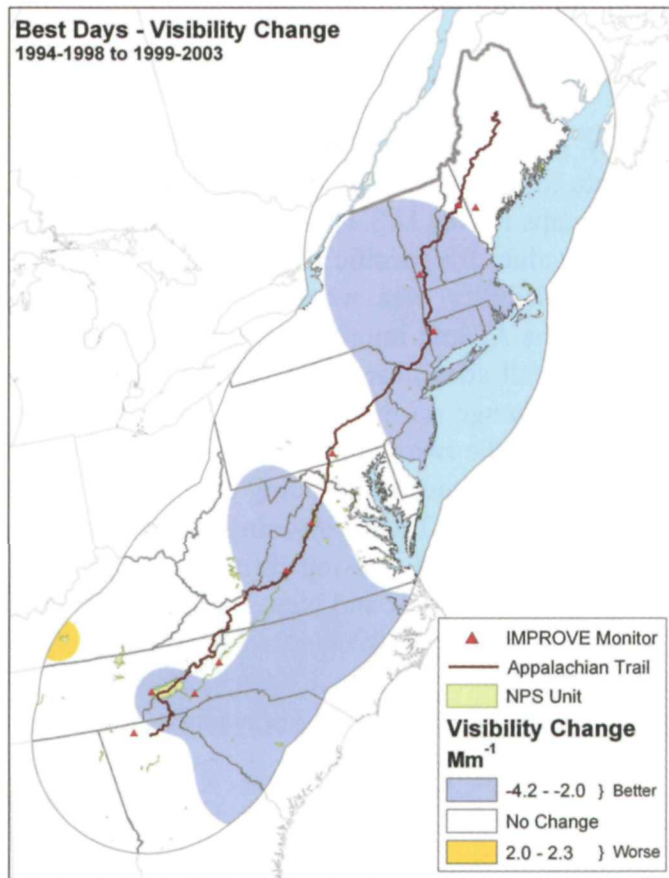 Best Days - Visibility Change
1994-1998 to 1999-2003
IMPROVE Monitor
Appalachian Trail
NPS Unit
Visibility Change
Mm-1
-4.2 - -2.0 } Better
No Change
2.0 - 2.3 } Worse